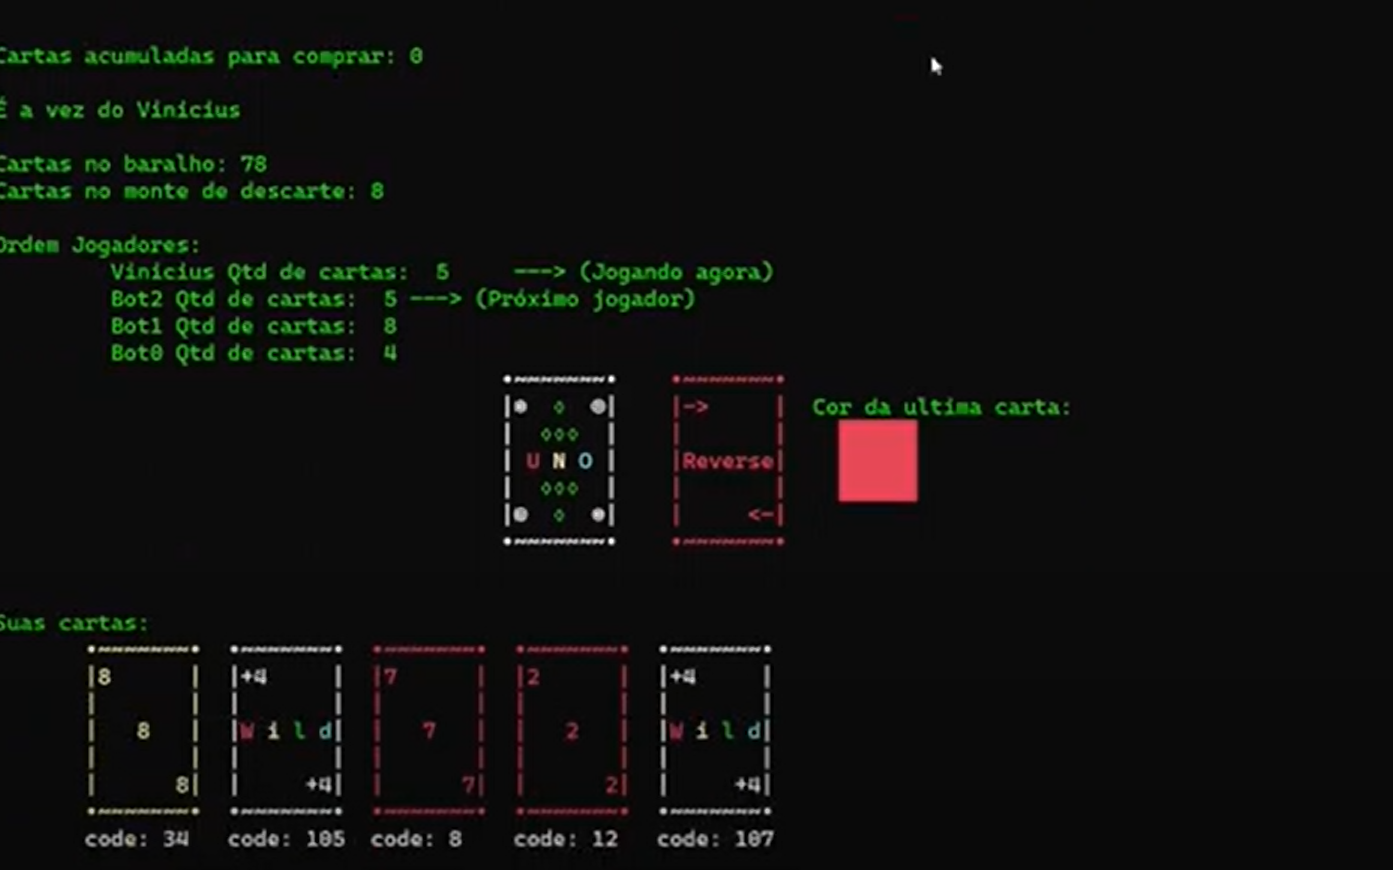 Cartas acumuladas para comprar: 0
É a vez do Vinicius
Cartas no baralho: 78
Cartas no monte de descarte: 8
Ordem Jogadores:
Vinicius Qtd de cartas: 5 ---> (Jogando agora)
Bot2 Qtd de cartas: 5 ---> (Próximo jogador)
Bot1 Qtd de cartas: 8
Bot0 Qtd de cartas: 4
-> Cor da ultima carta:
U N O Reverse
<-
Suas cartas:
8 +4 7 2 +4
8 W i l d 7 2 W i l d
8 +4 7 2 +4
code: 34 code: 105 code: 8 code: 12 code: 107